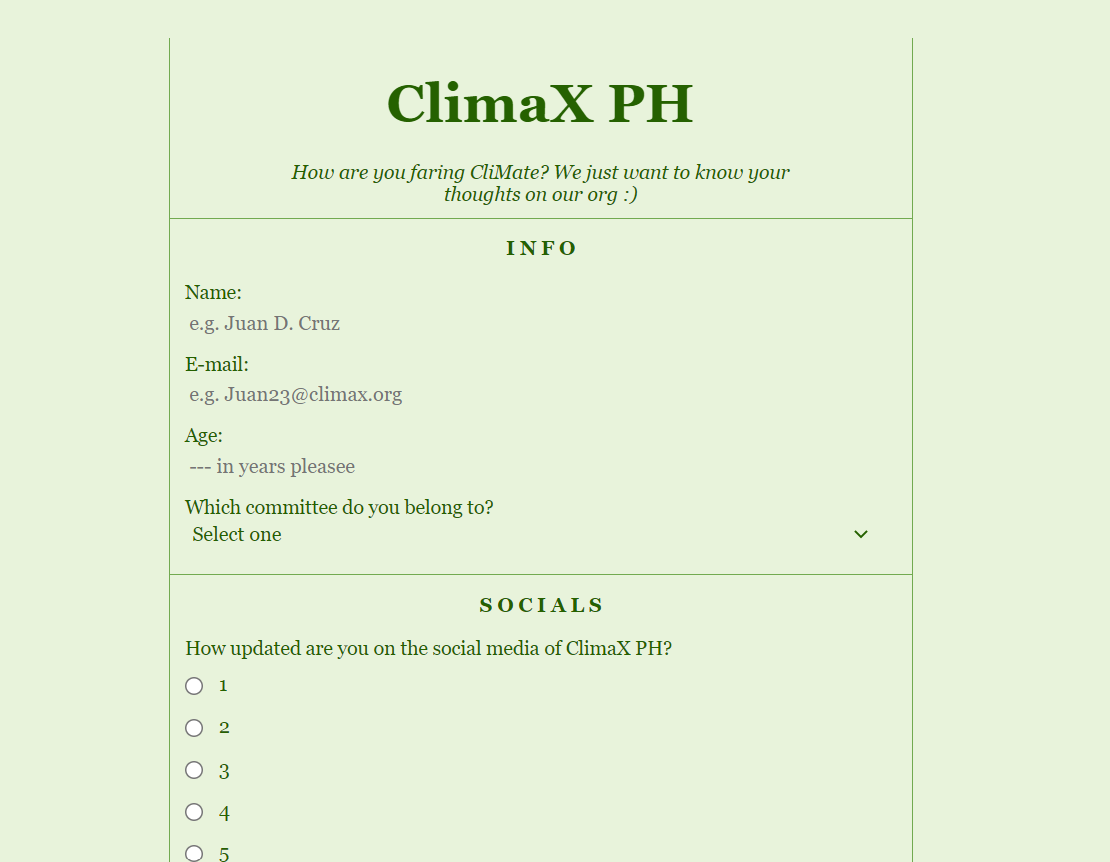 ClimaX PH
How are you faring CliMate? We just want to know your
thoughts on our org :)
INFO
Name:
e.g. Juan D. Cruz
E-mail:
e.g. Juan23@climax.org
Age:
--- in years pleasee
Which committee do you belong to?
Select one
SOCIALS
How updated are you on the social media of ClimaX PH?
1
2
3
4
5